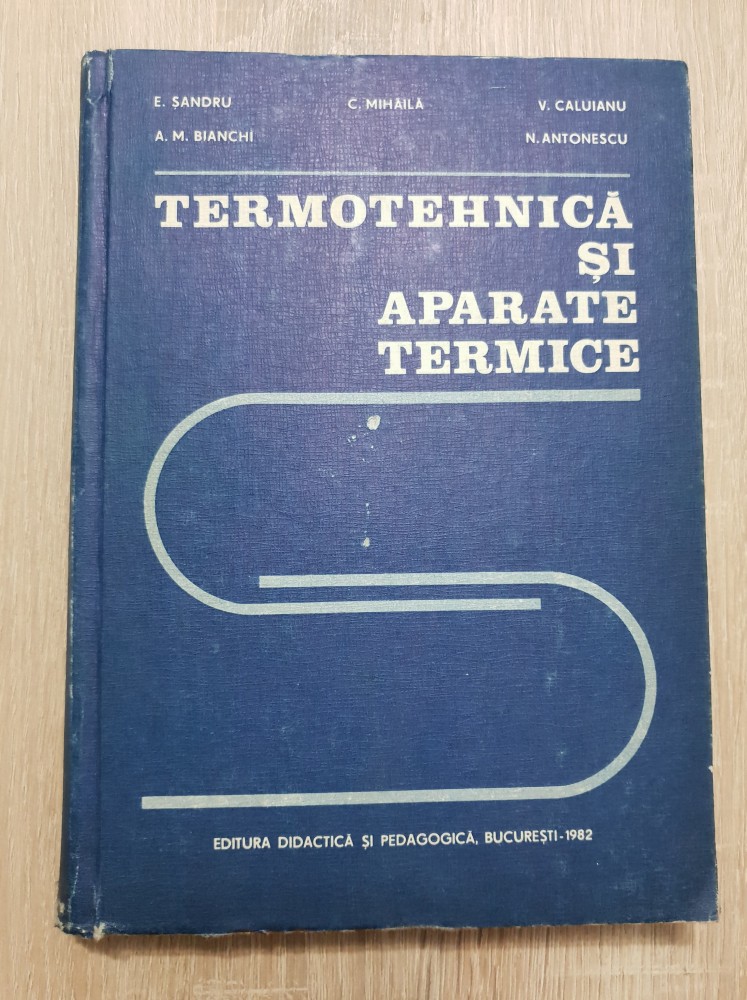 E. ȘANDRU C. MIHĂILĂ V. CALUIANU
A. M. BIANCHI N. ANTONESCU
TERMOTEHNICĂ
ȘI
APARATE
TERMICE
EDITURA DIDACTICĂ ȘI PEDAGOGICĂ, BUCUREȘTI-1982